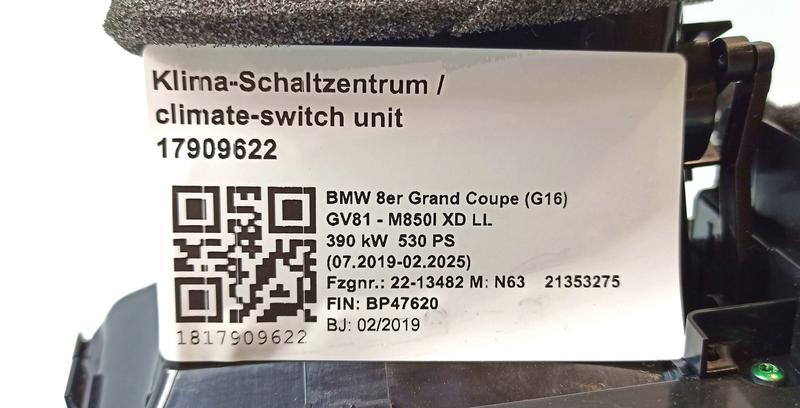 Klima-Schaltzentrum /
climate-switch unit
17909622
BMW 8er Grand Coupe (G16)
GV81 - M850I XD LL
390 kW 530 PS
(07.2019-02.2025)
Fzgnr.: 22-13482 M: N63 21353275
FIN: BP47620
BJ: 02/2019
1817909622